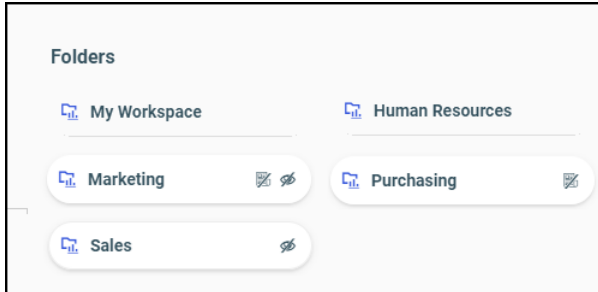 Folders
My Workspace
Human Resources
Marketing
Purchasing
Sales